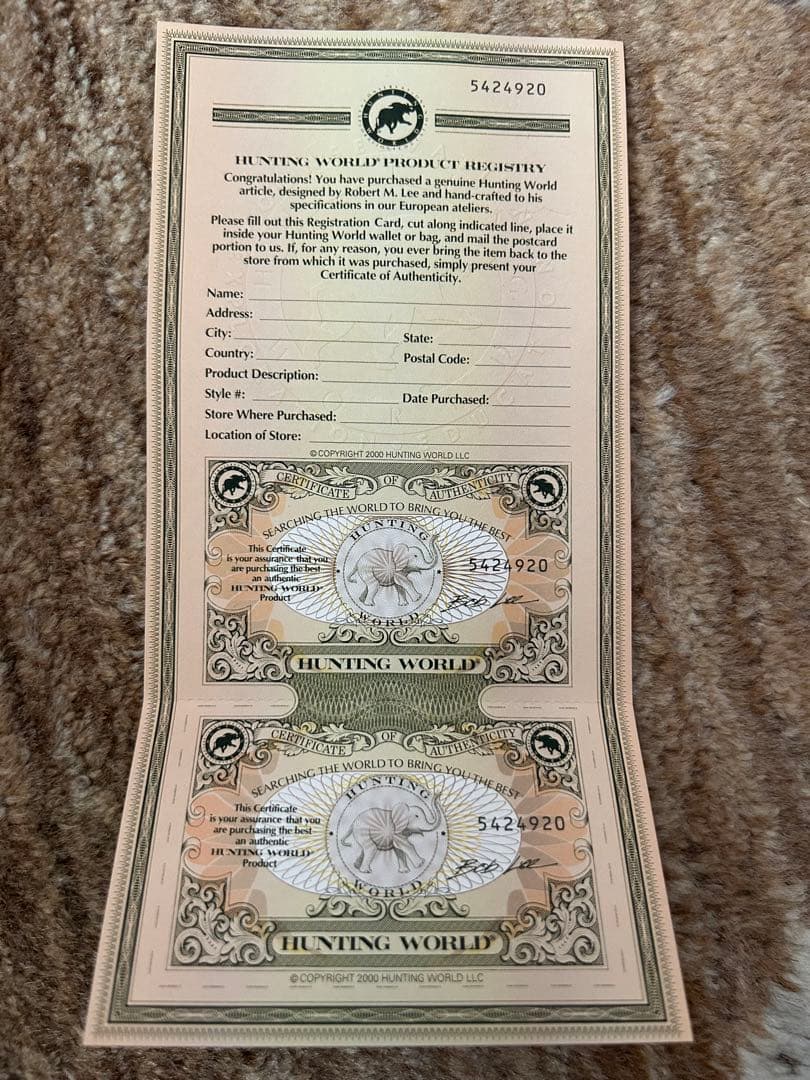 5424920
HUNTING WORLD
HUNTING WORLD® PRODUCT REGISTRY
Congratulations! You have purchased a genuine Hunting World
article, designed by Robert M. Lee and hand-crafted to his
specifications in our European ateliers.
Please fill out this Registration Card, cut along indicated line, place it
inside your Hunting World wallet or bag, and mail the postcard
portion to us. If, for any reason, you ever bring the item back to the
store from which it was purchased, simply present your
Certificate of Authenticity.
Name:
Address:
City: State:
Country: Postal Code:
Product Description:
Style #: Date Purchased:
Store Where Purchased:
Location of Store:
© COPYRIGHT 2000 HUNTING WORLD LLC
CERTIFICATE OF AUTHENTICITY
SEARCHING THE WORLD TO BRING YOU THE BEST
HUNTING
This Certificate
is your assurance that you
are purchasing the best
an authentic
HUNTING WORLD®
Product
5424920
Bob Lee
WORLD
HUNTING WORLD®
CERTIFICATE OF AUTHENTICITY
SEARCHING THE WORLD TO BRING YOU THE BEST
HUNTING
This Certificate
is your assurance that you
are purchasing the best
an authentic
HUNTING WORLD®
Product
5424920
Bob Lee
WORLD
HUNTING WORLD®
© COPYRIGHT 2000 HUNTING WORLD LLC